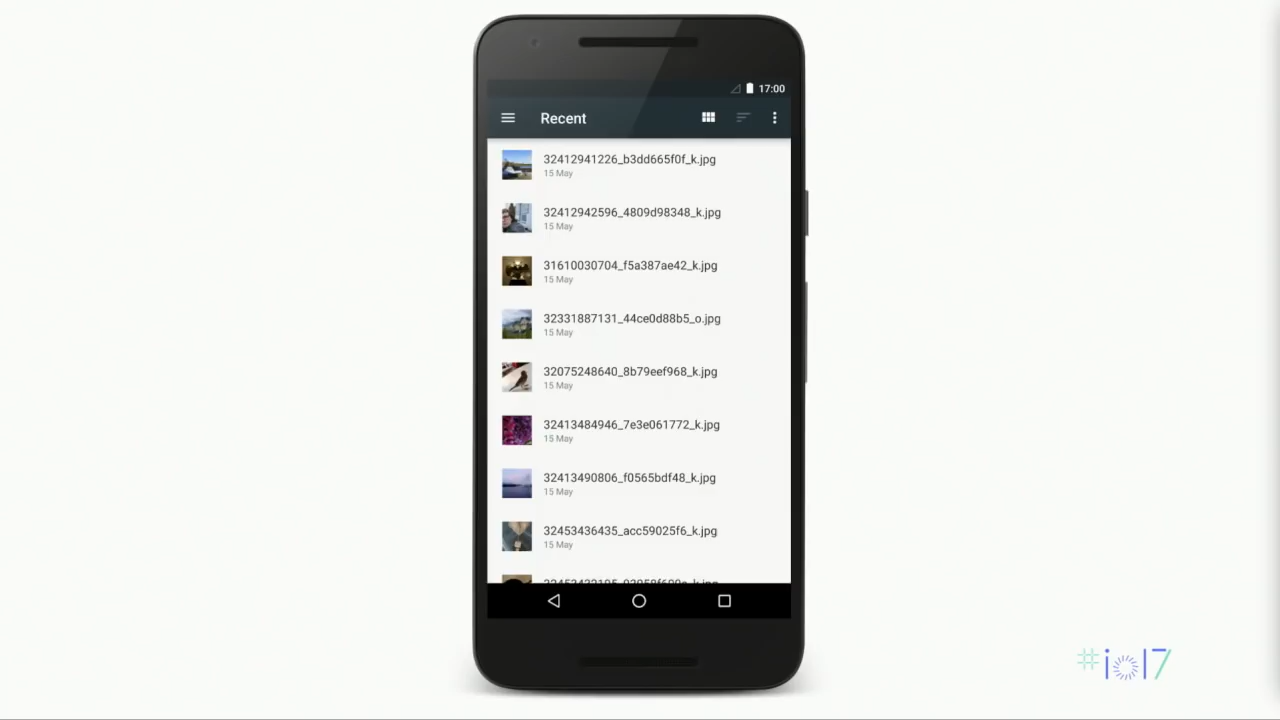 17:00
Recent
32412941226_b3dd665f0f_k.jpg
15 May
32412942596_4809d98348_k.jpg
15 May
31610030704_f5a387ae42_k.jpg
15 May
32331887131_44ce0d88b5_o.jpg
15 May
32075248640_8b79eef968_k.jpg
15 May
32413484946_7e3e061772_k.jpg
15 May
32413490806_f0565bdf48_k.jpg
15 May
32453436435_acc59025f6_k.jpg
15 May
#io17